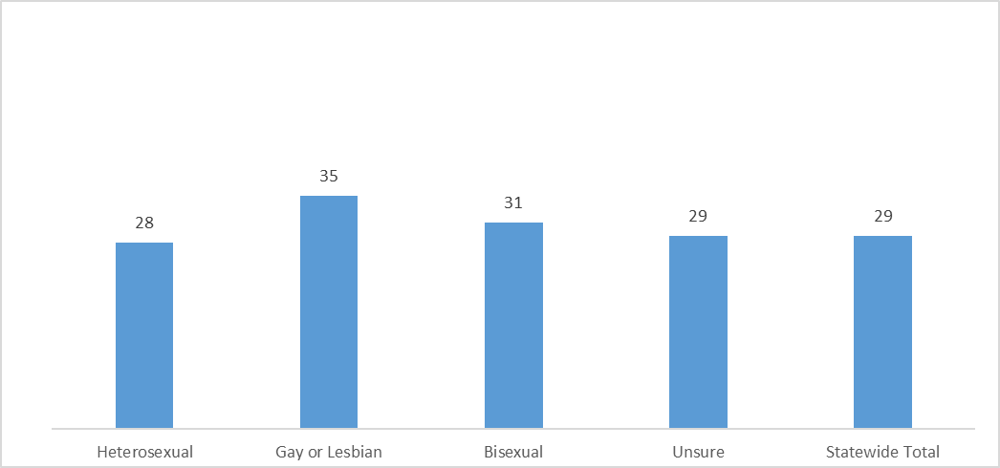 35
31
29
29
28
Heterosexual
Gay or Lesbian
Bisexual
Unsure
Statewide Total